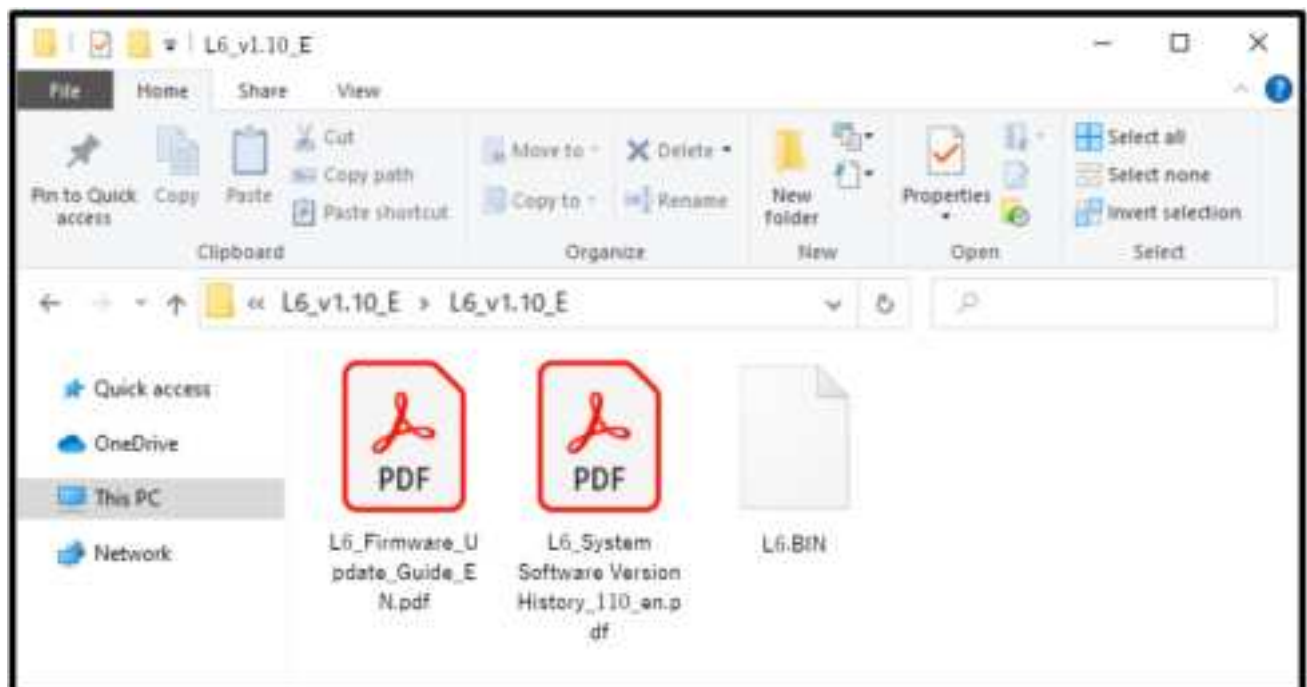 L6_v1.10_E
File Home Share View
Pin to Quick access
Copy
Paste
Cut
Copy path
Paste shortcut
Clipboard
Move to
Copy to
Delete
Rename
Organize
New folder
New
Properties
Open
Select all
Select none
Invert selection
Select
« L6_v1.10_E » L6_v1.10_E
Quick access
OneDrive
This PC
Network
PDF
L6_Firmware_U
pdate_Guide_E
N.pdf
PDF
L6_System
Software Version
History_110_en.p
df
L6.BIN